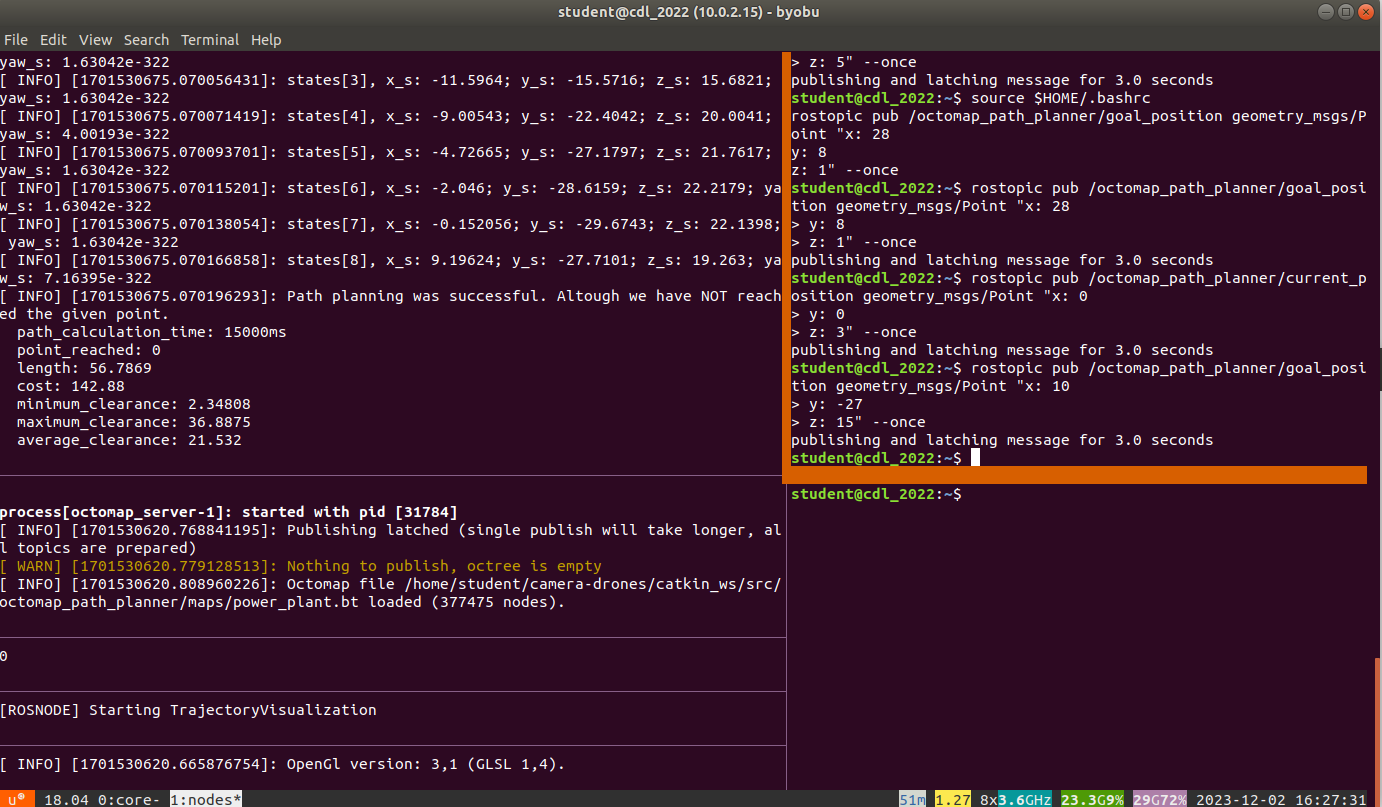 student@cdl_2022 (10.0.2.15) - byobu
File Edit View Search Terminal Help
yaw_s: 1.63042e-322
[ INFO] [1701530675.070056431]: states[3], x_s: -11.5964; y_s: -15.5716; z_s: 15.6821;
yaw_s: 1.63042e-322
[ INFO] [1701530675.070071419]: states[4], x_s: -9.00543; y_s: -22.4042; z_s: 20.0041;
yaw_s: 4.00193e-322
[ INFO] [1701530675.070093701]: states[5], x_s: -4.72665; y_s: -27.1797; z_s: 21.7617;
yaw_s: 1.63042e-322
[ INFO] [1701530675.070115201]: states[6], x_s: -2.046; y_s: -28.6159; z_s: 22.2179; ya
w_s: 1.63042e-322
[ INFO] [1701530675.070138054]: states[7], x_s: -0.152056; y_s: -29.6743; z_s: 22.1398;
 yaw_s: 1.63042e-322
[ INFO] [1701530675.070166858]: states[8], x_s: 9.19624; y_s: -27.7101; z_s: 19.263; ya
w_s: 7.16395e-322
[ INFO] [1701530675.070196293]: Path planning was successful. Altough we have NOT reach
ed the given point.
  path_calculation_time: 15000ms
  point_reached: 0
  length: 56.7869
  cost: 142.88
  minimum_clearance: 2.34808
  maximum_clearance: 36.8875
  average_clearance: 21.532
process[octomap_server-1]: started with pid [31784]
[ INFO] [1701530620.768841195]: Publishing latched (single publish will take longer, al
l topics are prepared)
[ WARN] [1701530620.779128513]: Nothing to publish, octree is empty
[ INFO] [1701530620.808960226]: Octomap file /home/student/camera-drones/catkin_ws/src/
octomap_path_planner/maps/power_plant.bt loaded (377475 nodes).
0
[ROSNODE] Starting TrajectoryVisualization
[ INFO] [1701530620.665876754]: OpenGl version: 3,1 (GLSL 1,4).
> z: 5" --once
publishing and latching message for 3.0 seconds
student@cdl_2022:~$ source $HOME/.bashrc
rostopic pub /octomap_path_planner/goal_position geometry_msgs/P
oint "x: 28
y: 8
z: 1" --once
student@cdl_2022:~$ rostopic pub /octomap_path_planner/goal_posi
tion geometry_msgs/Point "x: 28
> y: 8
> z: 1" --once
publishing and latching message for 3.0 seconds
student@cdl_2022:~$ rostopic pub /octomap_path_planner/current_p
osition geometry_msgs/Point "x: 0
> y: 0
> z: 3" --once
publishing and latching message for 3.0 seconds
student@cdl_2022:~$ rostopic pub /octomap_path_planner/goal_posi
tion geometry_msgs/Point "x: 10
> y: -27
> z: 15" --once
publishing and latching message for 3.0 seconds
student@cdl_2022:~$
student@cdl_2022:~$
u 18.04 0:core- 1:nodes* 51m 1.27 8x3.6GHz 23.3G9% 29G72% 2023-12-02 16:27:31